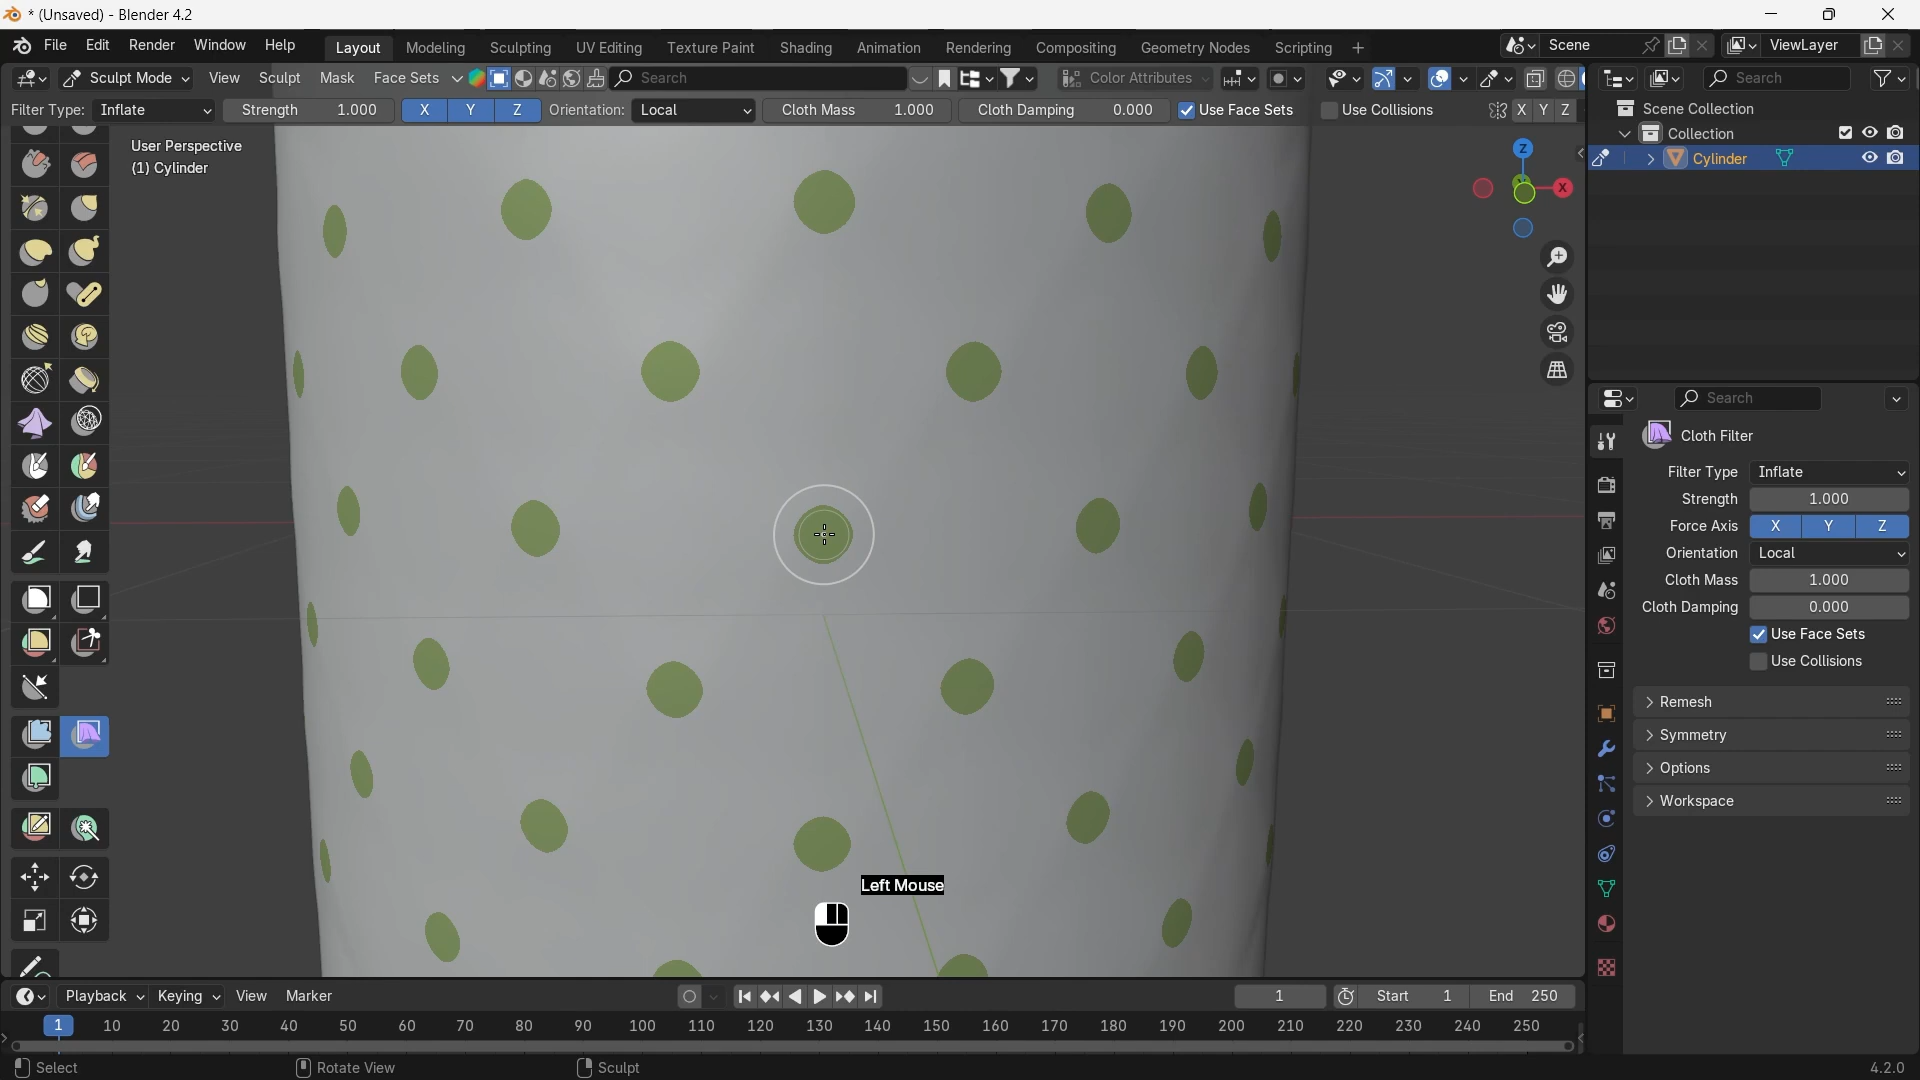 * (Unsaved) - Blender 4.2
File Edit Render Window Help Layout Modeling Sculpting UV Editing Texture Paint Shading Animation Rendering Compositing Geometry Nodes Scripting + Scene ViewLayer
Sculpt Mode View Sculpt Mask Face Sets Search Color Attributes Search
Filter Type: Inflate Strength 1.000 X Y Z Orientation: Local Cloth Mass 1.000 Cloth Damping 0.000 Use Face Sets Use Collisions X Y Z
Scene Collection
Collection
Cylinder
User Perspective
(1) Cylinder
Z
X
Search
Cloth Filter
Filter Type Inflate
Strength 1.000
Force Axis X Y Z
Orientation Local
Cloth Mass 1.000
Cloth Damping 0.000
Use Face Sets
Use Collisions
Remesh
Symmetry
Options
Workspace
Left Mouse
Playback Keying View Marker 1 Start 1 End 250
1 10 20 30 40 50 60 70 80 90 100 110 120 130 140 150 160 170 180 190 200 210 220 230 240 250
Select Rotate View Sculpt 4.2.0